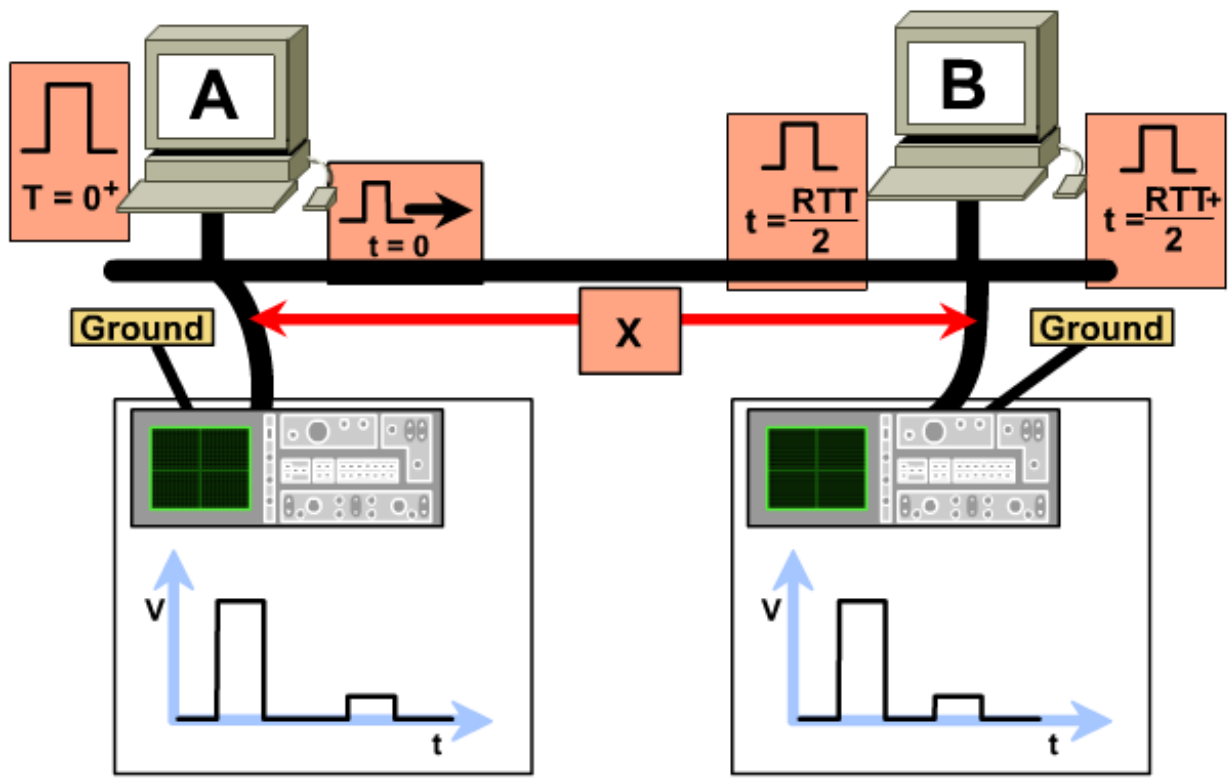 A
B
T = 0⁺
t = 0
t = RTT/2
t = RTT+/2
X
Ground
Ground
V
t
V
t